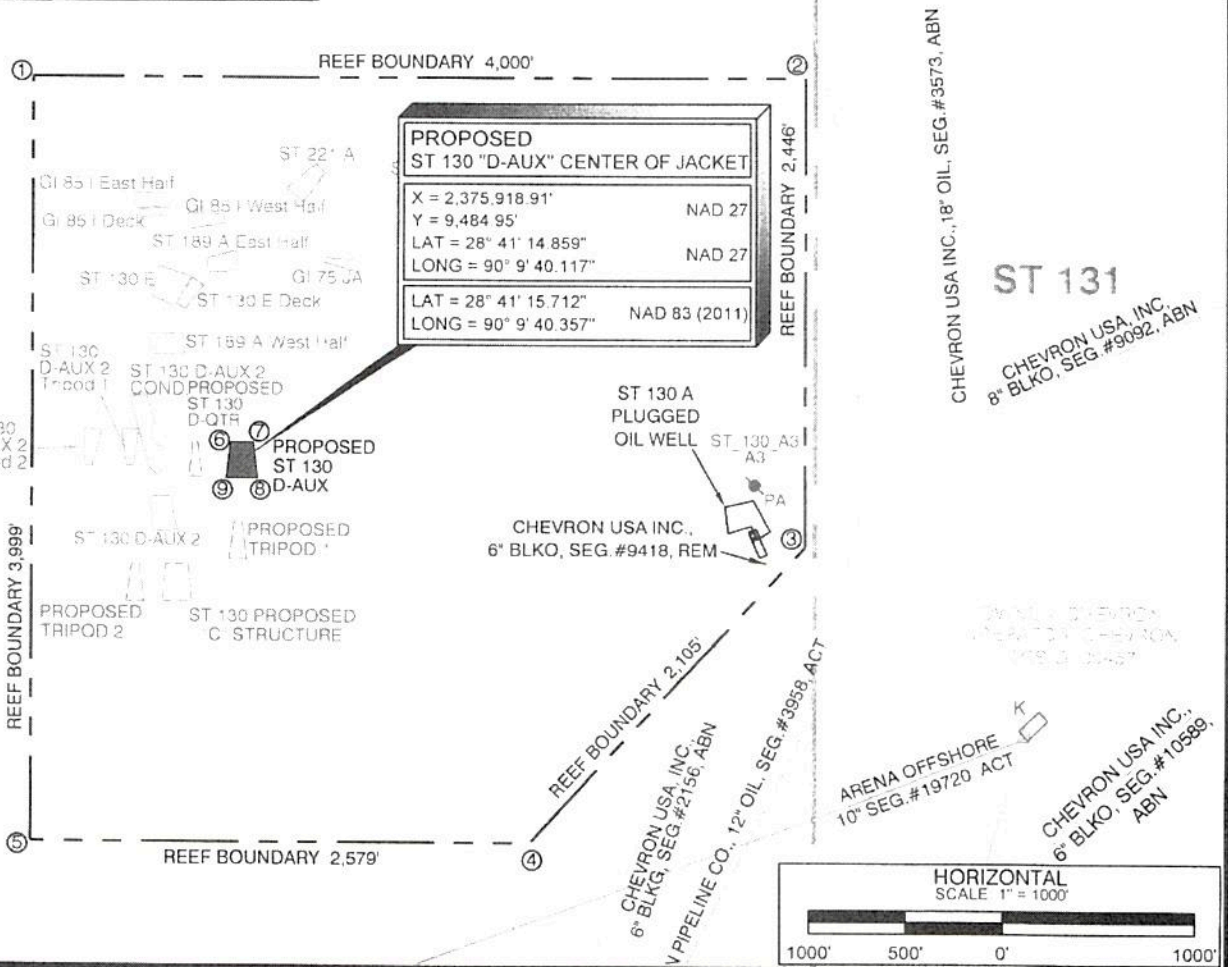 ①
REEF BOUNDARY 4,000'
②
REEF BOUNDARY 2,446'
PROPOSED
ST 130 "D-AUX" CENTER OF JACKET
X = 2,375,918.91'
Y = 9,484.95'
NAD 27
LAT = 28° 41' 14.859"
LONG = 90° 9' 40.117"
NAD 27
LAT = 28° 41' 15.712"
LONG = 90° 9' 40.357"
NAD 83 (2011)
ST 221 A
GI 85 I East Half
GI 85 I West Half
GI 85 I Deck
ST 189 A East Half
ST 130 E
GI 75 JA
ST 130 E Deck
ST 189 A West Half
ST 130
D-AUX 2
Tripod 1
ST 130 D-AUX 2
COND
PROPOSED
ST 130
D-QTR
⑥
⑦
PROPOSED
ST 130
D-AUX
⑨
⑧
ST 130 D-AUX 2
PROPOSED
TRIPOD 1
PROPOSED
TRIPOD 2
ST 130 PROPOSED
C STRUCTURE
REEF BOUNDARY 3,999'
ST 130 A
PLUGGED
OIL WELL
ST_130_A3
A3
PA
③
CHEVRON USA INC.,
6" BLKO, SEG.#9418, REM
REEF BOUNDARY 2,105'
⑤
REEF BOUNDARY 2,579'
④
CHEVRON USA INC., 18" OIL, SEG.#3573, ABN
ST 131
CHEVRON USA, INC,
8" BLKO, SEG.#9092, ABN
CHEVRON USA, INC.,
6" BLKG, SEG.#2156, ABN
PIPELINE CO., 12" OIL, SEG.#3958, ACT
K
ARENA OFFSHORE
10" SEG.#19720 ACT
CHEVRON USA INC.,
6" BLKO, SEG.#10589,
ABN
HORIZONTAL
SCALE 1" = 1000'
1000' 500' 0' 1000'